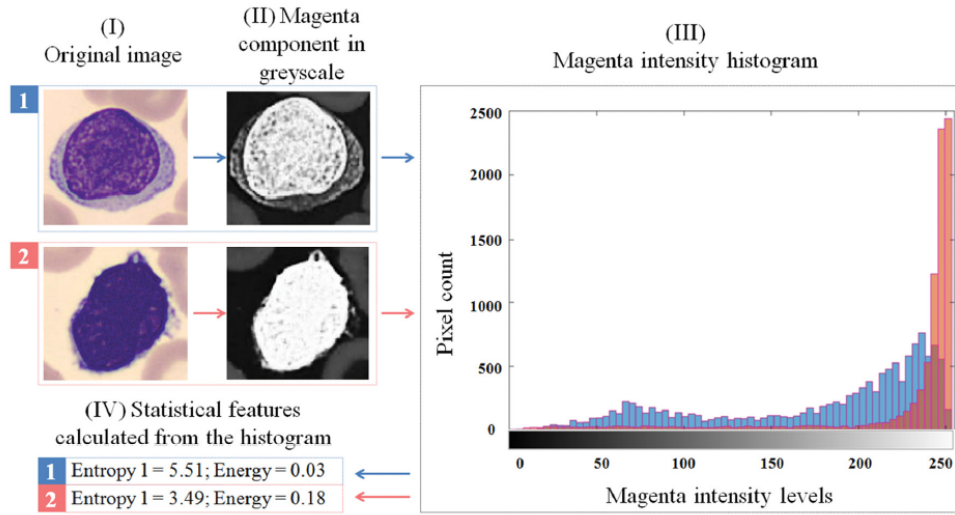 (I)
Original image
(II) Magenta
component in
greyscale
(III)
Magenta intensity histogram
1
2
Pixel count
2500
2000
1500
1000
500
0
0 50 100 150 200 250
Magenta intensity levels
(IV) Statistical features
calculated from the histogram
1 Entropy 1 = 5.51; Energy = 0.03
2 Entropy 1 = 3.49; Energy = 0.18